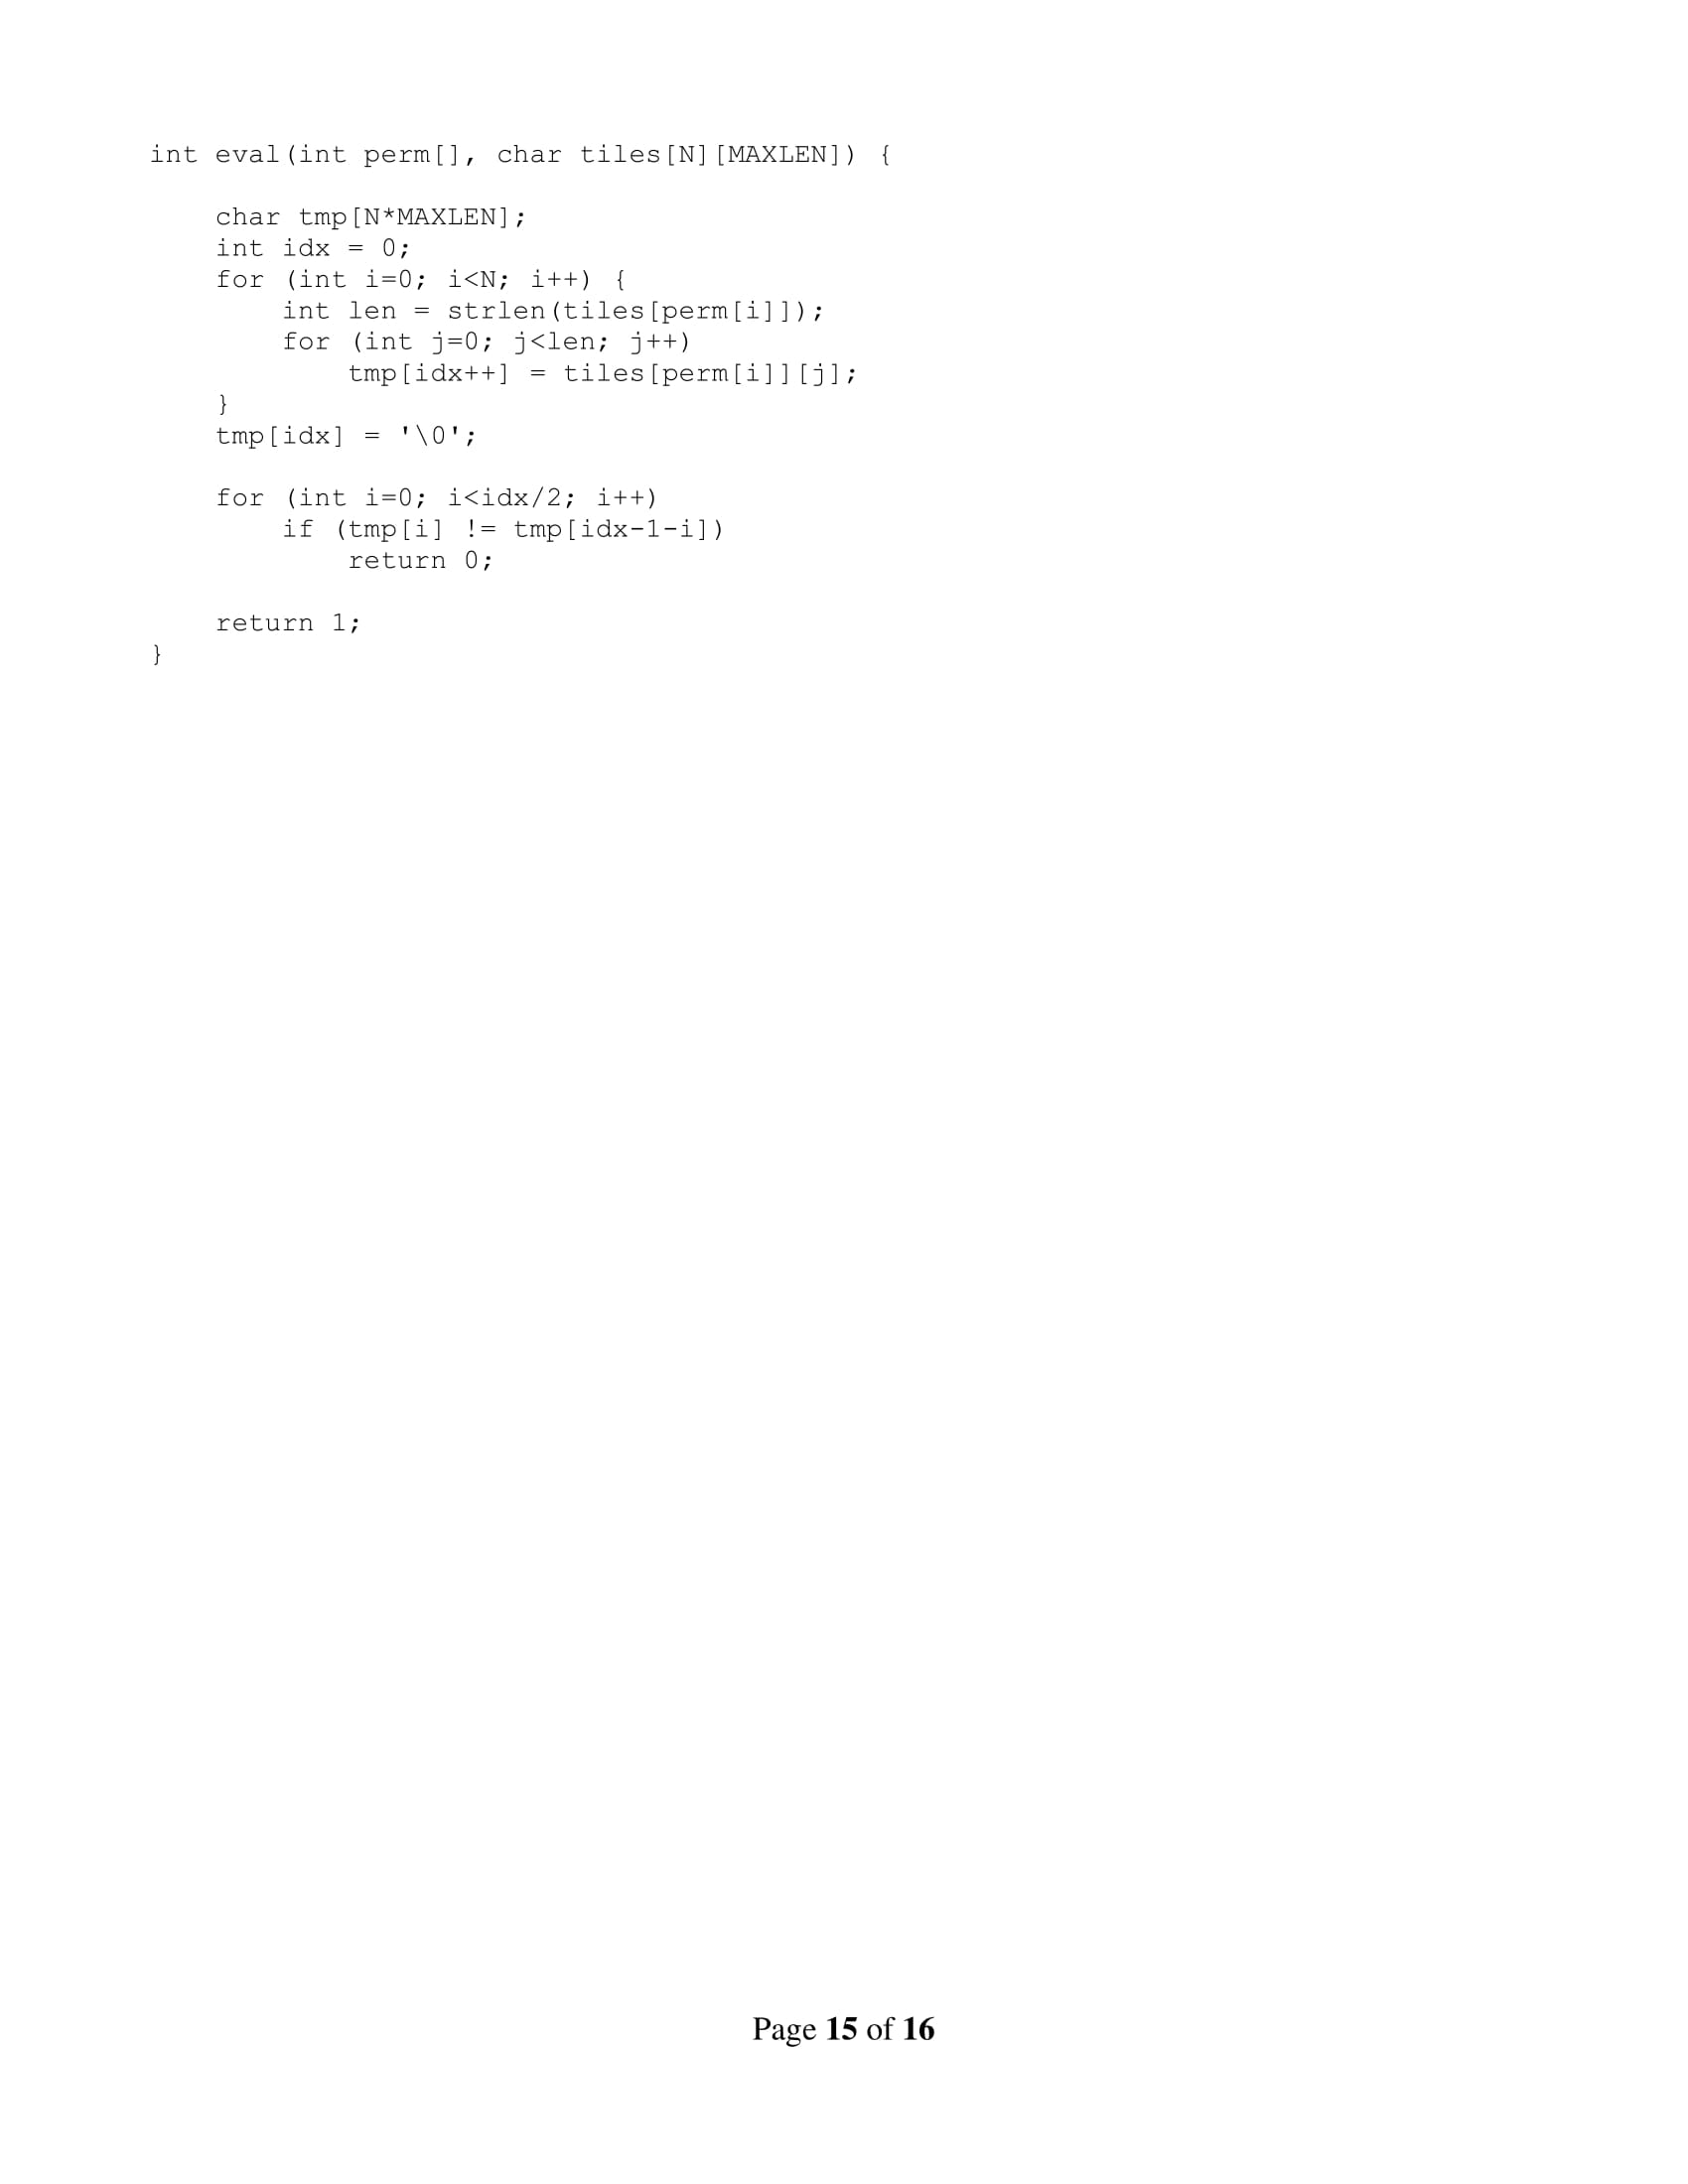 int eval(int perm[], char tiles[N][MAXLEN]) {
    char tmp[N*MAXLEN];
    int idx = 0;
    for (int i=0; i<N; i++) {
        int len = strlen(tiles[perm[i]]);
        for (int j=0; j<len; j++)
            tmp[idx++] = tiles[perm[i]][j];
    }
    tmp[idx] = '\0';
    for (int i=0; i<idx/2; i++)
        if (tmp[i] != tmp[idx-1-i])
            return 0;
    return 1;
}
Page 15 of 16